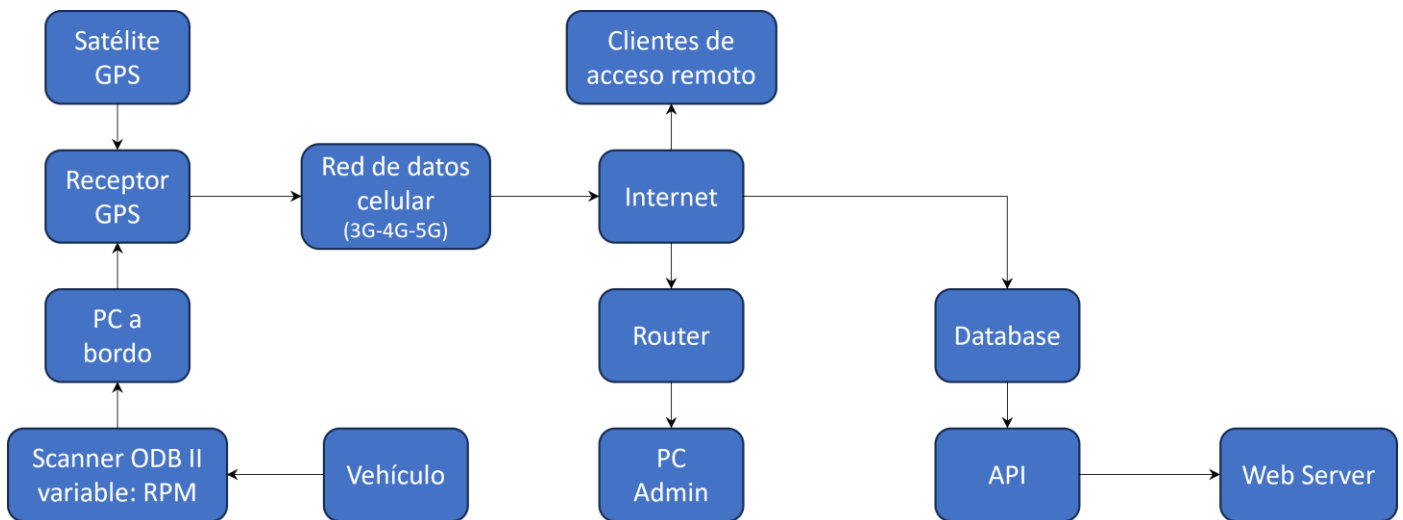 Satélite
GPS
Clientes de
acceso remoto
Receptor
GPS
Red de datos
celular
(3G-4G-5G)
Internet
PC a
bordo
Router
Database
Scanner ODB II
variable: RPM
Vehículo
PC
Admin
API
Web Server